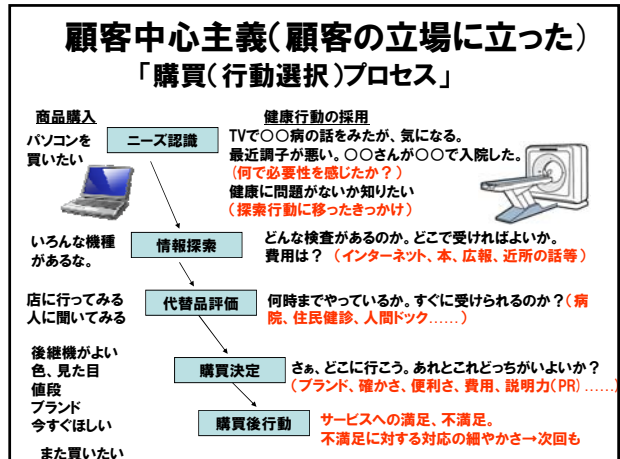 顧客中心主義(顧客の立場に立った)
「購買(行動選択)プロセス」
商品購入
健康行動の採用
パソコンを
買いたい
ニーズ認識
TVで〇〇病の話をみたが、気になる。
最近調子が悪い。〇〇さんが〇〇で入院した。
(何で必要性を感じたか?)
健康に問題がないか知りたい
(探索行動に移ったきっかけ)
いろんな機種
があるな。
情報探索
どんな検査があるのか。どこで受ければよいか。
費用は? (インターネット、本、広報、近所の話等)
店に行ってみる
人に聞いてみる
代替品評価
何時までやっているか。すぐに受けられるのか?(病
院、住民健診、人間ドック……)
後継機がよい
色、見た目
値段
ブランド
今すぐほしい
購買決定
さぁ、どこに行こう。あれとこれどっちがいよいか?
(ブランド、確かさ、便利さ、費用、説明力(PR)……)
購買後行動
サービスへの満足、不満足。
不満足に対する対応の細やかさ→次回も
また買いたい